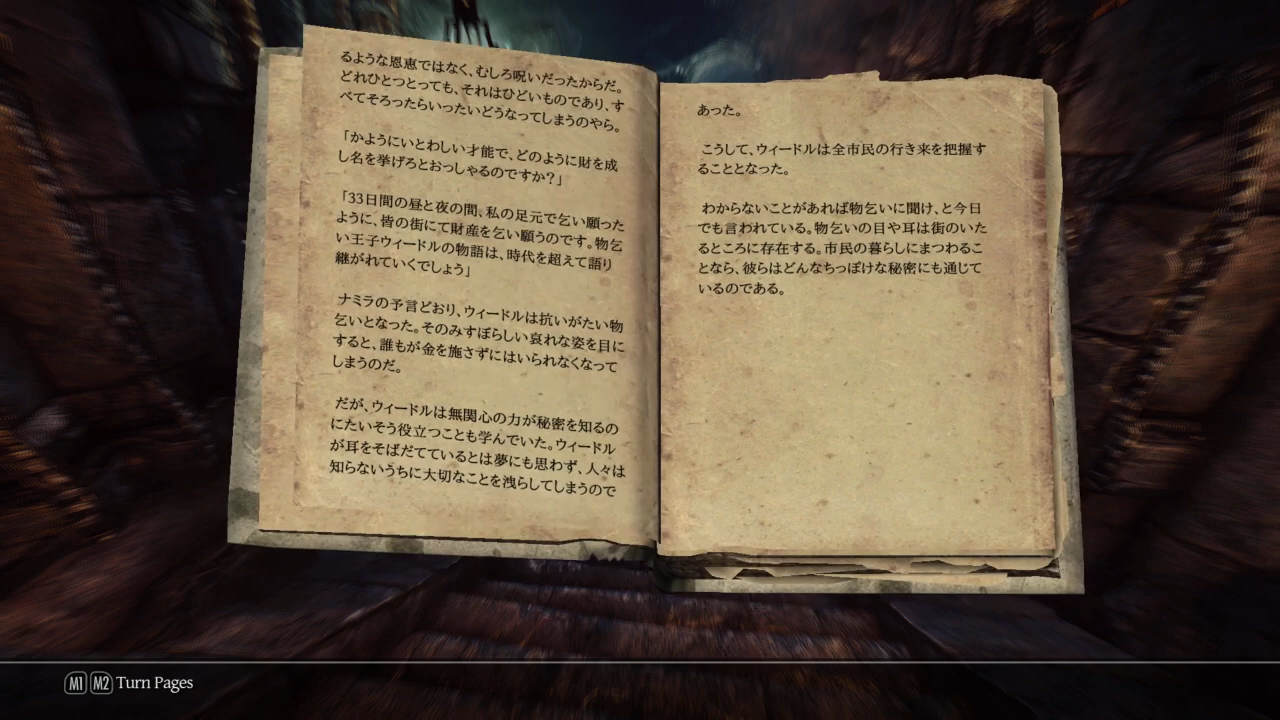 るような恩恵ではなく、むしろ呪いだったからだ。
どれひとつとっても、それはひどいものであり、す
べてそろったらいったいどうなってしまうのやら。
「かようにいとわしい才能で、どのように財を成
し名を挙げろとおっしゃるのですか？」
「33日間の昼と夜の間、私の足元で乞い願った
ように、皆の街にて財産を乞い願うのです。物乞
い王子ウィードルの物語は、時代を超えて語り
継がれていくでしょう」
ナミラの予言どおり、ウィードルは抗いがたい物
乞いとなった。そのみすぼらしい哀れな姿を目に
すると、誰もが金を施さずにはいられなくなって
しまうのだ。
だが、ウィードルは無関心の力が秘密を知るの
にたいそう役立つことも学んでいた。ウィードル
が耳をそばだてているとは夢にも思わず、人々は
知らないうちに大切なことを洩らしてしまうので
あった。
こうして、ウィードルは全市民の行き来を把握す
ることとなった。
わからないことがあれば物乞いに聞け、と今日
でも言われている。物乞いの目や耳は街のいた
るところに存在する。市民の暮らしにまつわるこ
となら、彼らはどんなちっぽけな秘密にも通じて
いるのである。
M1 M2 Turn Pages